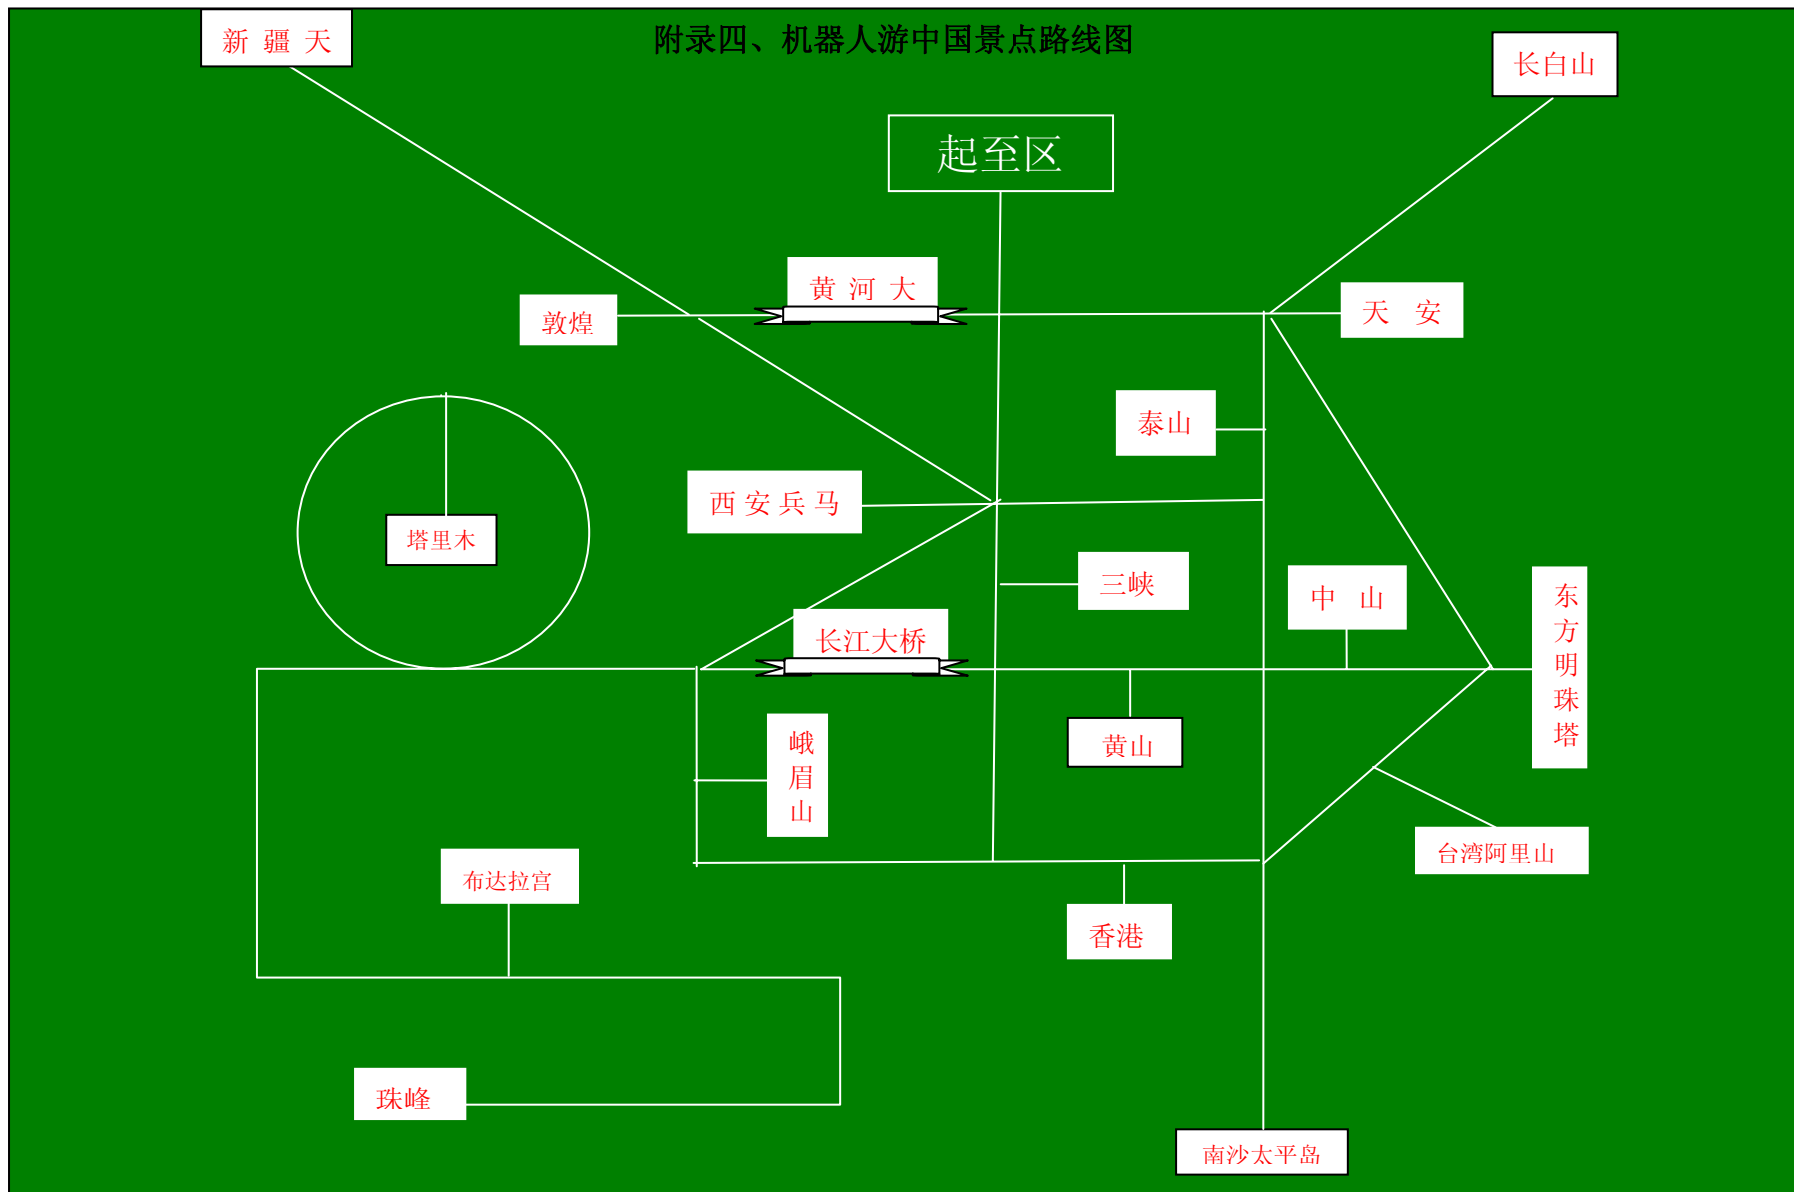 附录四、机器人游中国景点路线图
新 疆 天
长白山
起至区
黄 河 大
敦煌
天 安
泰山
西 安 兵 马
塔里木
三峡
中 山
东
方
明
珠
塔
长江大桥
黄山
峨
眉
山
台湾阿里山
布达拉宫
香港
珠峰
南沙太平岛